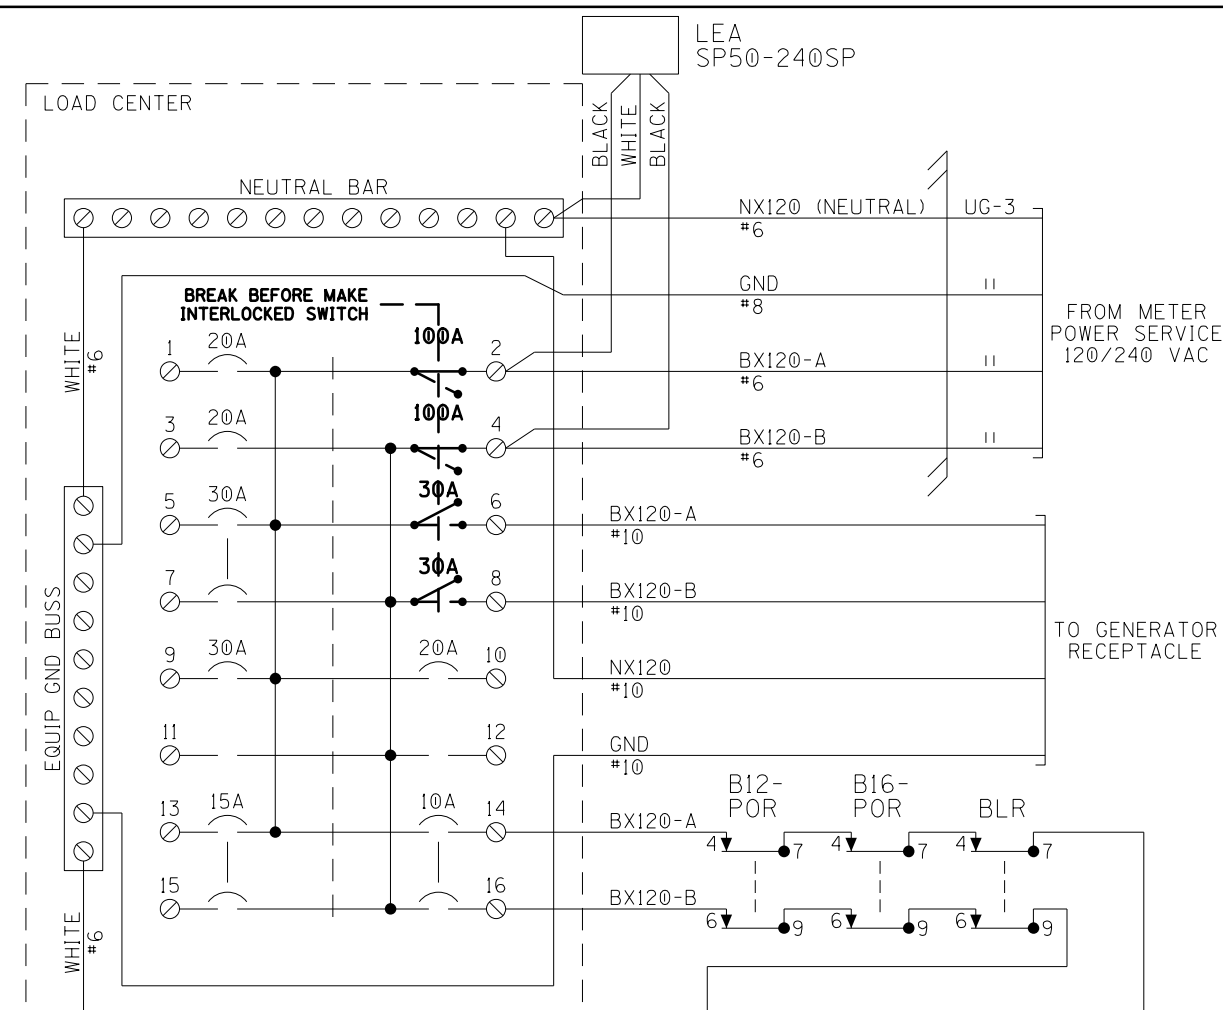 LEA
SP50-240SP
LOAD CENTER
BLACK
WHITE
BLACK
NEUTRAL BAR
NX120 (NEUTRAL)
UG-3
#6
GND
"
#8
BREAK BEFORE MAKE
INTERLOCKED SWITCH
FROM METER
POWER SERVICE
120/240 VAC
WHITE
#6
1
20A
100A
2
BX120-A
"
#6
3
20A
100A
4
BX120-B
"
#6
5
30A
30A
6
BX120-A
#10
7
30A
8
BX120-B
#10
EQUIP GND BUSS
TO GENERATOR
RECEPTACLE
9
30A
20A
10
NX120
#10
11
12
GND
#10
B12-
POR
B16-
POR
BLR
13
15A
10A
14
BX120-A
4
7
4
7
4
7
15
16
BX120-B
6
9
6
9
6
9
WHITE
#6